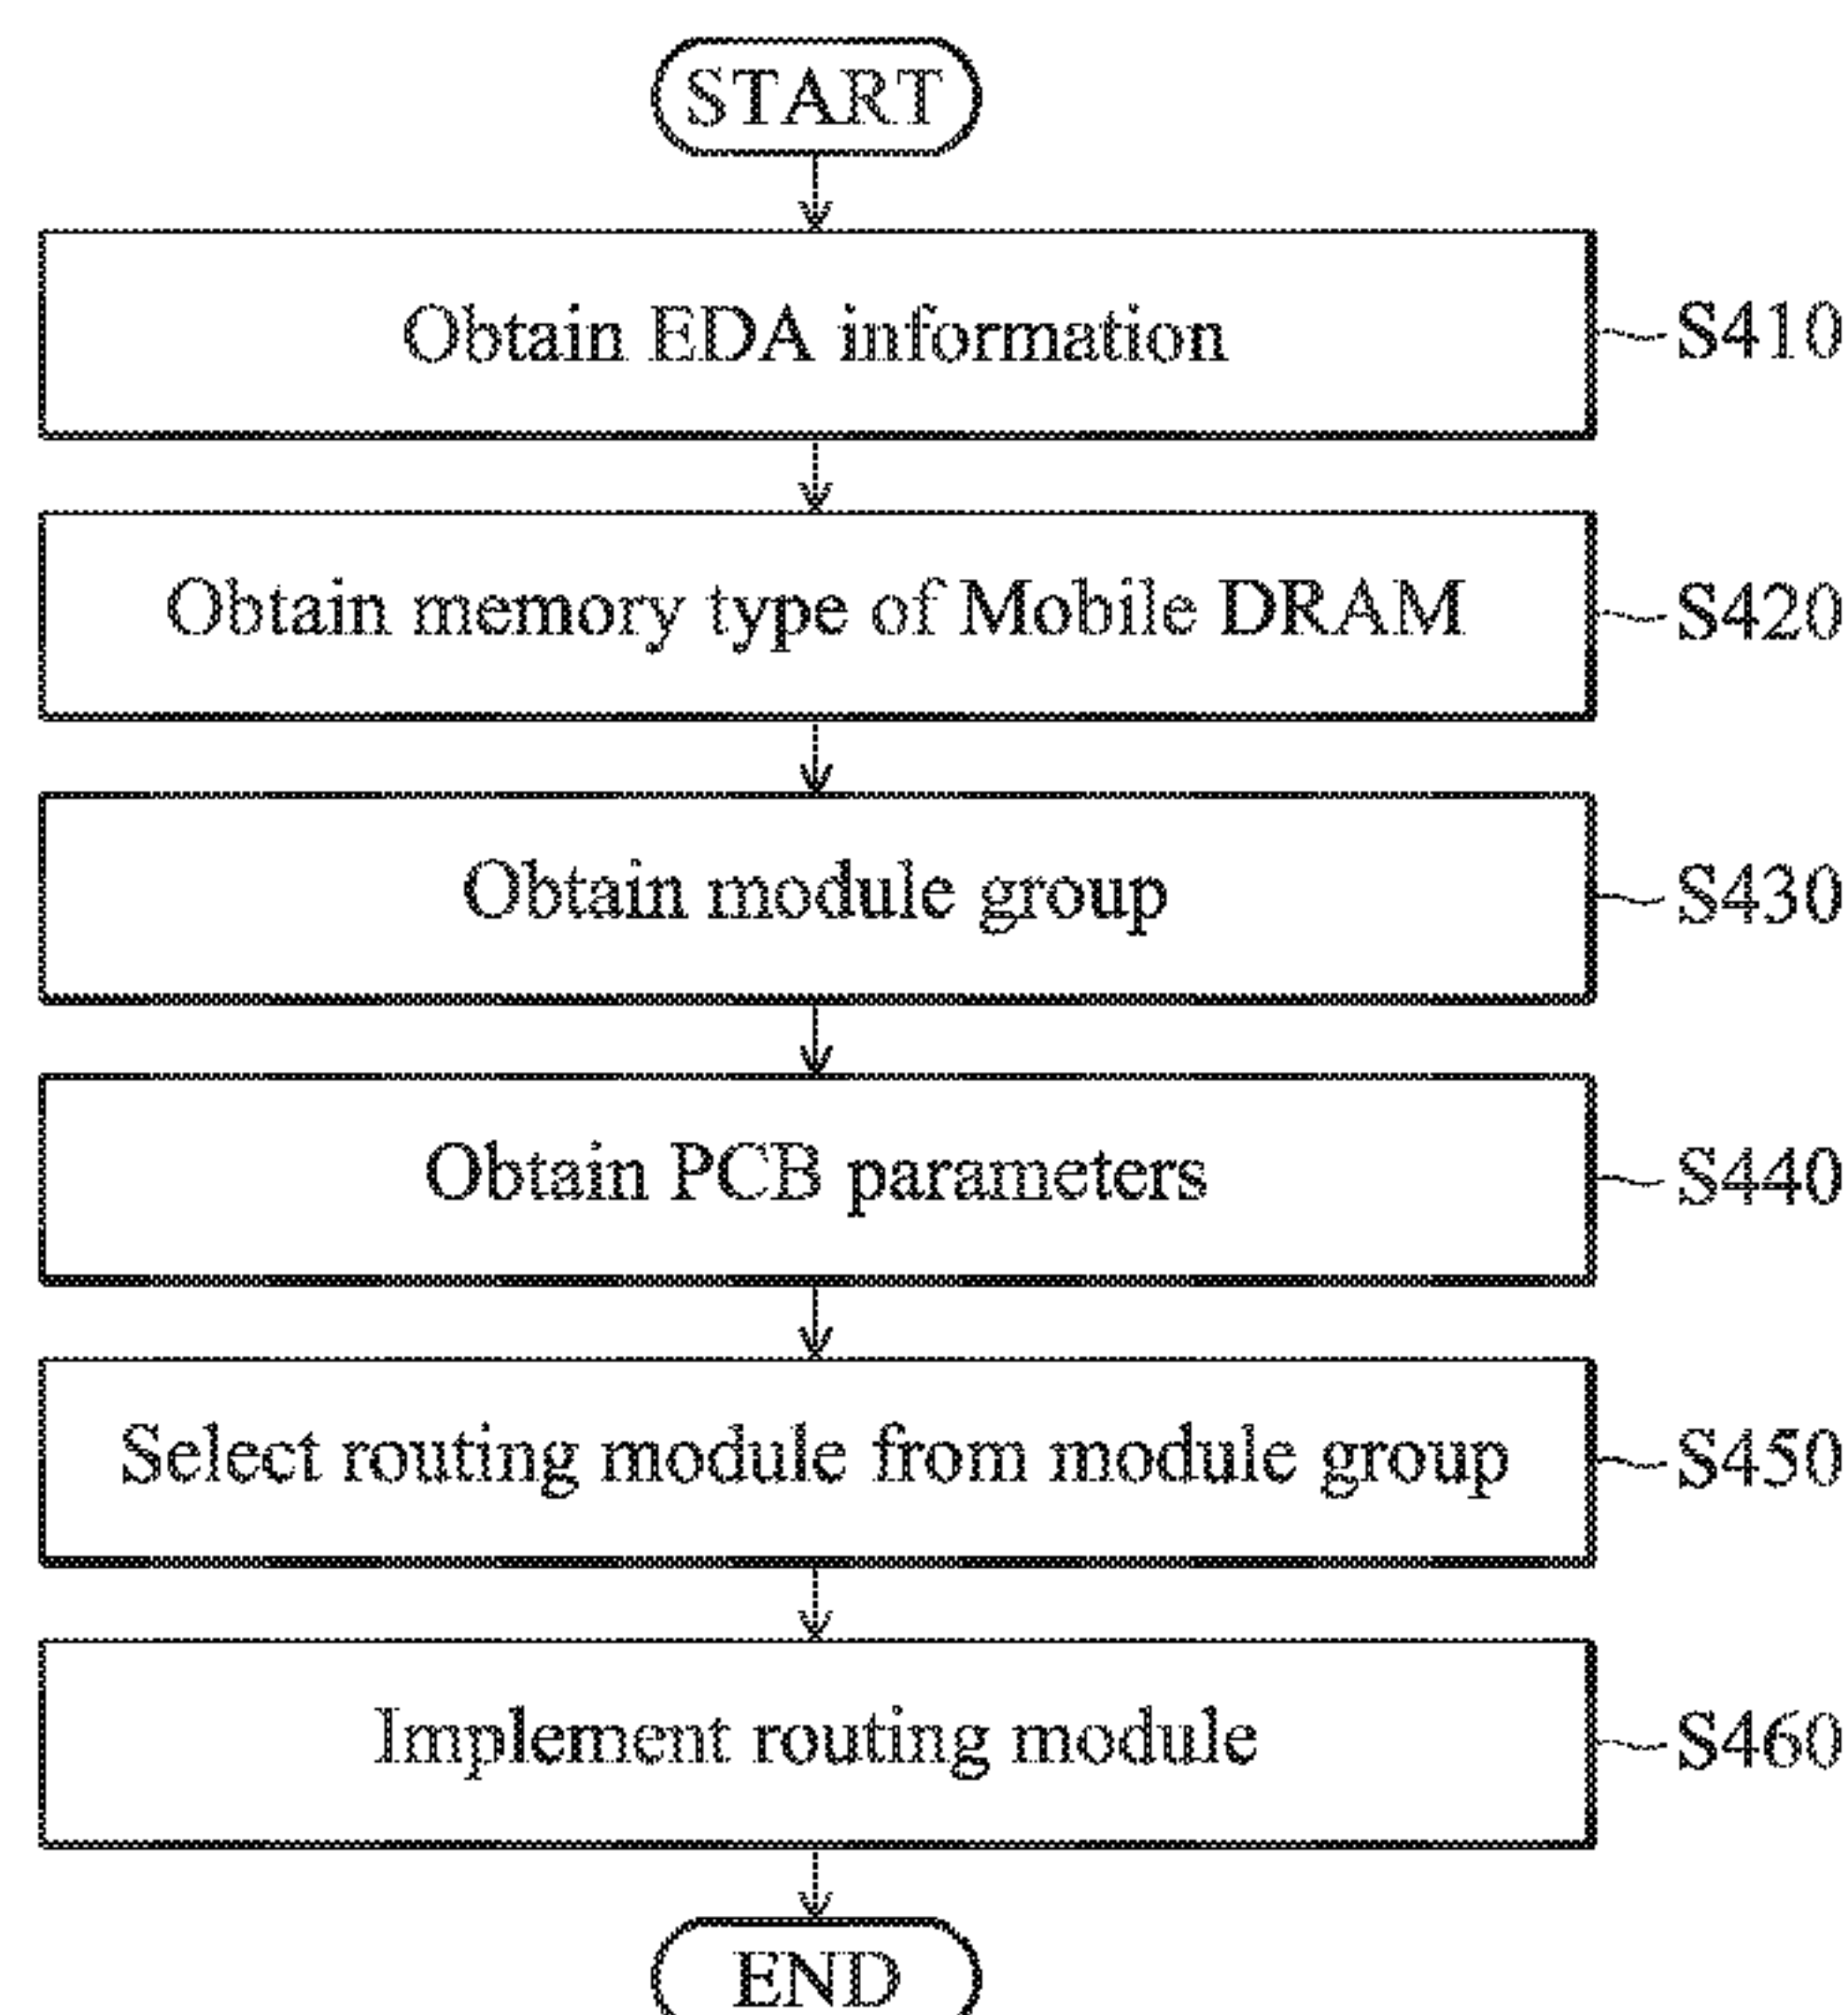 START
Obtain EDA information
S410
Obtain memory type of Mobile DRAM
S420
Obtain module group
S430
Obtain PCB parameters
S440
Select routing module from module group
S450
Implement routing module
S460
END